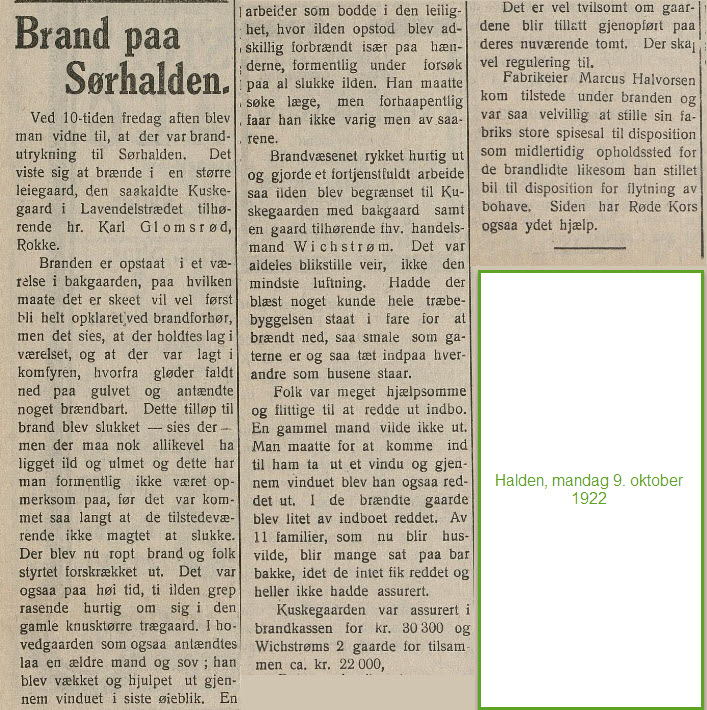 Brand paa
Sørhalden.
Ved 10-tiden fredag aften blev
man vidne til, at der var brand-
utrykning til Sørhalden. Det
viste sig at brænde i en større
leiegaard, den saakaldte Kuske-
gaard i Lavendelstrædet tilhø-
rende hr. Karl Glomsrød,
Rokke.
Branden er opstaat i et væ-
relse i bakgaarden, paa hvilken
maate det er skeet vil vel først
bli helt opklaret ved brandforhør,
men det sies, at der holdtes lag i
værelset, og at der var lagt i
komfyren, hvorfra gløder faldt
ned paa gulvet og antændte
noget brændbart. Dette tilløp til
brand blev slukket — sies der —
men der maa nok allikevel ha
ligget ild og ulmet og dette har
man formentlig ikke været op-
merksom paa, før det var kom-
met saa langt at de tilstedevæ-
rende ikke magtet at slukke.
Der blev nu ropt brand og folk
styrtet forskrækket ut. Det var
ogsaa paa høi tid, ti ilden grep
rasende hurtig om sig i den
gamle knusktørre trægaard. I ho-
vedgaarden som ogsaa antændtes
laa en ældre mand og sov; han
blev vækket og hjulpet ut gjen-
nem vinduet i siste øieblik. En
arbeider som bodde i den leilig-
het, hvor ilden opstod blev ad-
skillig forbrændt især paa hæn-
derne, formentlig under forsøk
paa al slukke ilden. Han maatte
søke læge, men forhaapentlig
faar han ikke varig men av saa-
rene.
Brandvæsenet rykket hurtig ut
og gjorde et fortjenstfuldt arbeide
saa ilden blev begrænset til Ku-
skegaarden med bakgaard samt
en gaard tilhørende fhv. handels-
mand Wichstrøm. Det var
aldeles blikstille veir, ikke den
mindste luftning. Hadde der
blæst noget kunde hele træbe-
byggelsen staat i fare for at
brændt ned, saa smale som ga-
terne er og saa tæt indpaa hver-
andre som husene staar.
Folk var meget hjælpsomme
og flittige til at redde ut indbo.
En gammel mand vilde ikke ut.
Man maatte for at komme ind
til ham ta ut et vindu og gjen-
nem vinduet blev han ogsaa red-
det ut. I de brændte gaarde
blev litet av indboet reddet. Av
11 familier, som nu blir hus-
vilde, blir mange sat paa bar
bakke, idet de intet fik reddet og
heller ikke hadde assurert.
Kuskegaarden var assurert i
brandkassen for kr. 30 300 og
Wichstrøms 2 gaarde for tilsam-
men ca. kr. 22 000,
Det er vel tvilsomt om gaar-
dene blir tillatt gjenopført paa
deres nuværende tomt. Der skaj
vel regulering til.
Fabrikeier Marcus Halvorsen
kom tilstede under branden og
var saa velvillig at stille sin fa-
briks store spisesal til disposition
som midlertidig opholdssted for
de brandlidte likesom han stillet
bil til disposition for flytning av
bohave. Siden har Røde Kors
ogsaa ydet hjælp.
Halden, mandag 9. oktober
1922